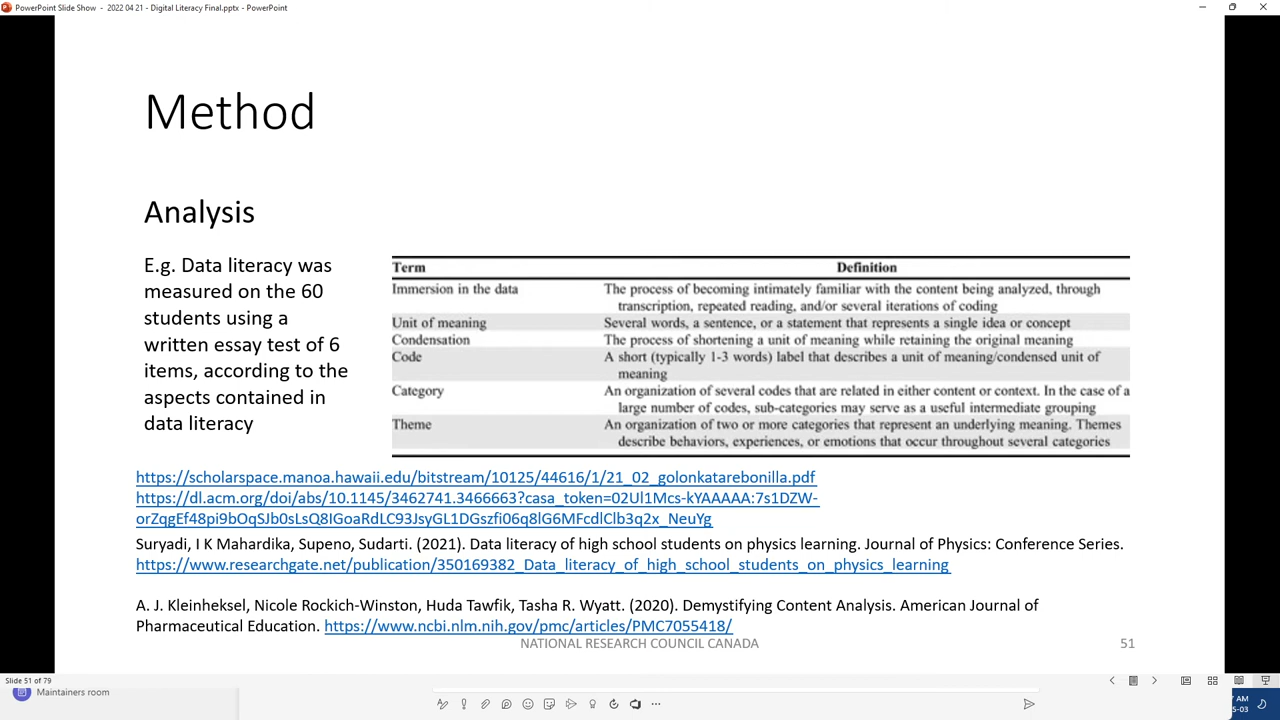 PowerPoint Slide Show - 2022 04 21 - Digital Literacy Final.pptx - PowerPoint
Method
Analysis
E.g. Data literacy was
measured on the 60
students using a
written essay test of 6
items, according to the
aspects contained in
data literacy
Term Definition
Immersion in the data The process of becoming intimately familiar with the content being analyzed, through
transcription, repeated reading, and/or several iterations of coding
Unit of meaning Several words, a sentence, or a statement that represents a single idea or concept
Condensation The process of shortening a unit of meaning while retaining the original meaning
Code A short (typically 1-3 words) label that describes a unit of meaning/condensed unit of
meaning
Category An organization of several codes that are related in either content or context. In the case of a
large number of codes, sub-categories may serve as a useful intermediate grouping
Theme An organization of two or more categories that represent an underlying meaning. Themes
describe behaviors, experiences, or emotions that occur throughout several categories
https://scholarspace.manoa.hawaii.edu/bitstream/10125/44616/1/21_02_golonkatarebonilla.pdf
https://dl.acm.org/doi/abs/10.1145/3462741.3466663?casa_token=02Ul1Mcs-kYAAAAA:7s1DZW-
orZqgEf48pi9bOqSJb0sLsQ8IGoaRdLC93JsyGL1DGszfi06q8lG6MFcdlClb3q2x_NeuYg
Suryadi, I K Mahardika, Supeno, Sudarti. (2021). Data literacy of high school students on physics learning. Journal of Physics: Conference Series.
https://www.researchgate.net/publication/350169382_Data_literacy_of_high_school_students_on_physics_learning
A. J. Kleinheksel, Nicole Rockich-Winston, Huda Tawfik, Tasha R. Wyatt. (2020). Demystifying Content Analysis. American Journal of
Pharmaceutical Education. https://www.ncbi.nlm.nih.gov/pmc/articles/PMC7055418/
NATIONAL RESEARCH COUNCIL CANADA 51
Slide 51 of 79
Maintainers room
7 AM
5-03